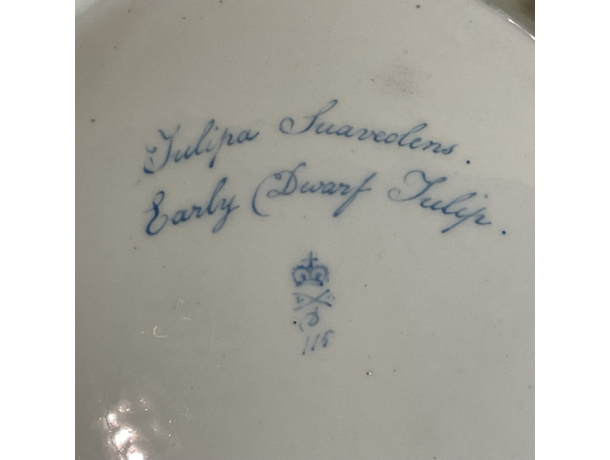 Tulipa Suaveolens.
Early Dwarf Tulip.
D
115